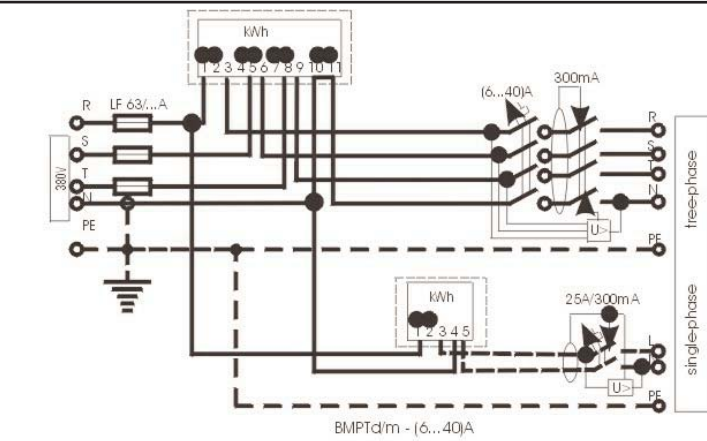 kWh
1 2 3 4 5 6 7 8 9 10 11
R LF 63/...A
S
T
N
PE
380V
(6...40)A
300mA
R
S
T
N
PE
U>
tree-phase
kWh
1 2 3 4 5
25A/300mA
L
U>
PE
single-phase
BMPTd/m - (6...40)A